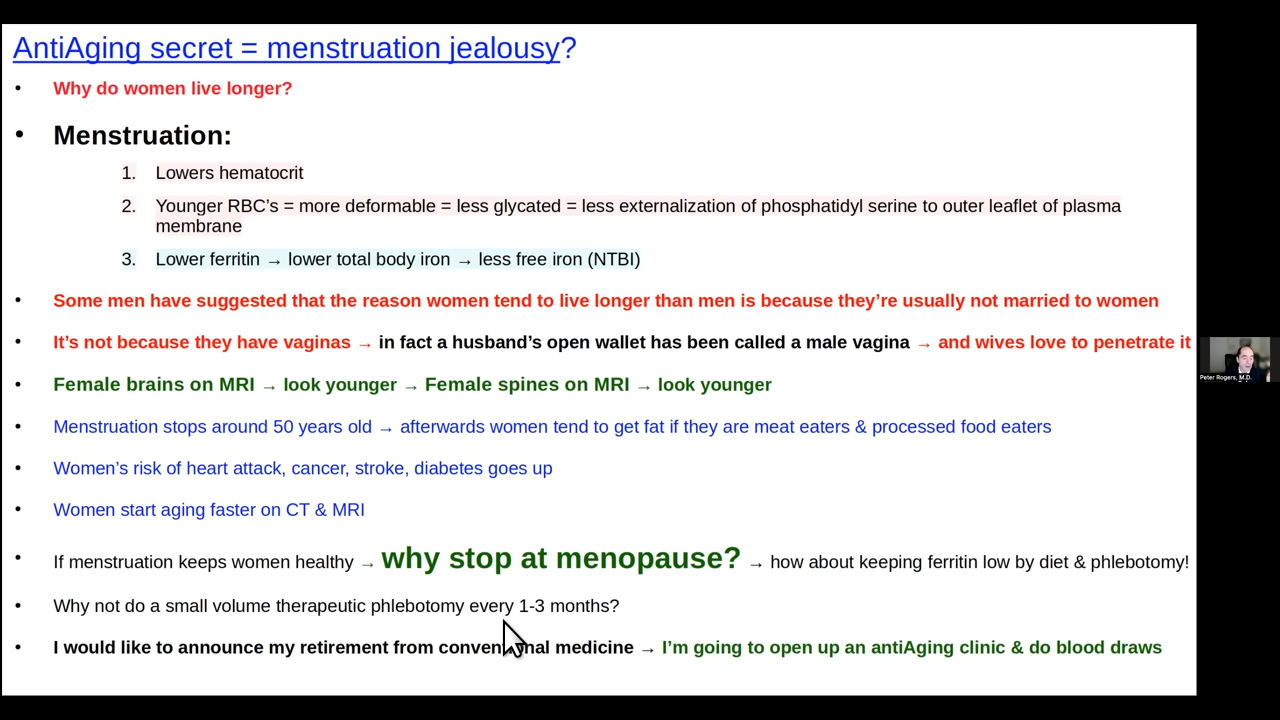 AntiAging secret = menstruation jealousy?
• Why do women live longer?
• Menstruation:
1. Lowers hematocrit
2. Younger RBC's = more deformable = less glycated = less externalization of phosphatidyl serine to outer leaflet of plasma
membrane
3. Lower ferritin → lower total body iron → less free iron (NTBI)
• Some men have suggested that the reason women tend to live longer than men is because they're usually not married to women
• It's not because they have vaginas → in fact a husband's open wallet has been called a male vagina → and wives love to penetrate it
• Female brains on MRI → look younger → Female spines on MRI → look younger
• Menstruation stops around 50 years old → afterwards women tend to get fat if they are meat eaters & processed food eaters
• Women's risk of heart attack, cancer, stroke, diabetes goes up
• Women start aging faster on CT & MRI
• If menstruation keeps women healthy → why stop at menopause? → how about keeping ferritin low by diet & phlebotomy!
• Why not do a small volume therapeutic phlebotomy every 1-3 months?
• I would like to announce my retirement from conventional medicine → I'm going to open up an antiAging clinic & do blood draws
Peter Rogers, M.D.